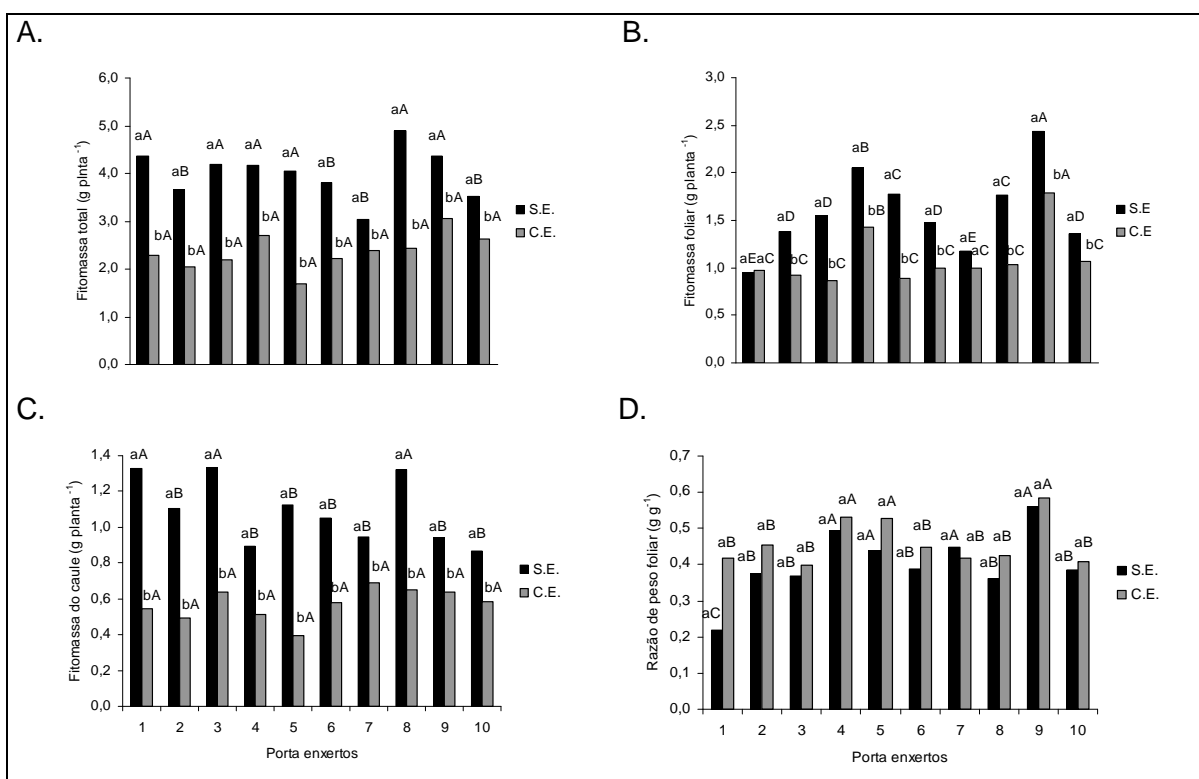 A.
Fitomassa total (g plnta ⁻¹)
6,0
5,0
4,0
3,0
2,0
1,0
0,0
aA bA
aB bA
aA bA
aA bA
aA bA
aB bA
aB bA
aA bA
aA bA
aB bA
S.E.
C.E.
B.
Fitomassa foliar (g planta ⁻¹)
3,0
2,5
2,0
1,5
1,0
0,5
0,0
aE aC
aD bC
aD bC
aB bB
aC bC
aD bC
aE aC
aC bC
aA bA
aD bC
S.E.
C.E
C.
Fitomassa do caule (g planta ⁻¹)
1,4
1,2
1,0
0,8
0,6
0,4
0,2
0,0
aA bA
aB bA
aA bA
aB bA
aB bA
aB bA
aB bA
aA bA
aB bA
aB bA
1 2 3 4 5 6 7 8 9 10
Porta enxertos
S.E.
C.E.
D.
Razão de peso foliar (g g⁻¹)
0,7
0,6
0,5
0,4
0,3
0,2
0,1
0,0
aC aB
aB aB
aB aB
aA aA
aA aA
aB aB
aA aB
aB aB
aA aA
aB aB
1 2 3 4 5 6 7 8 9 10
Porta enxertos
S.E.
C.E.